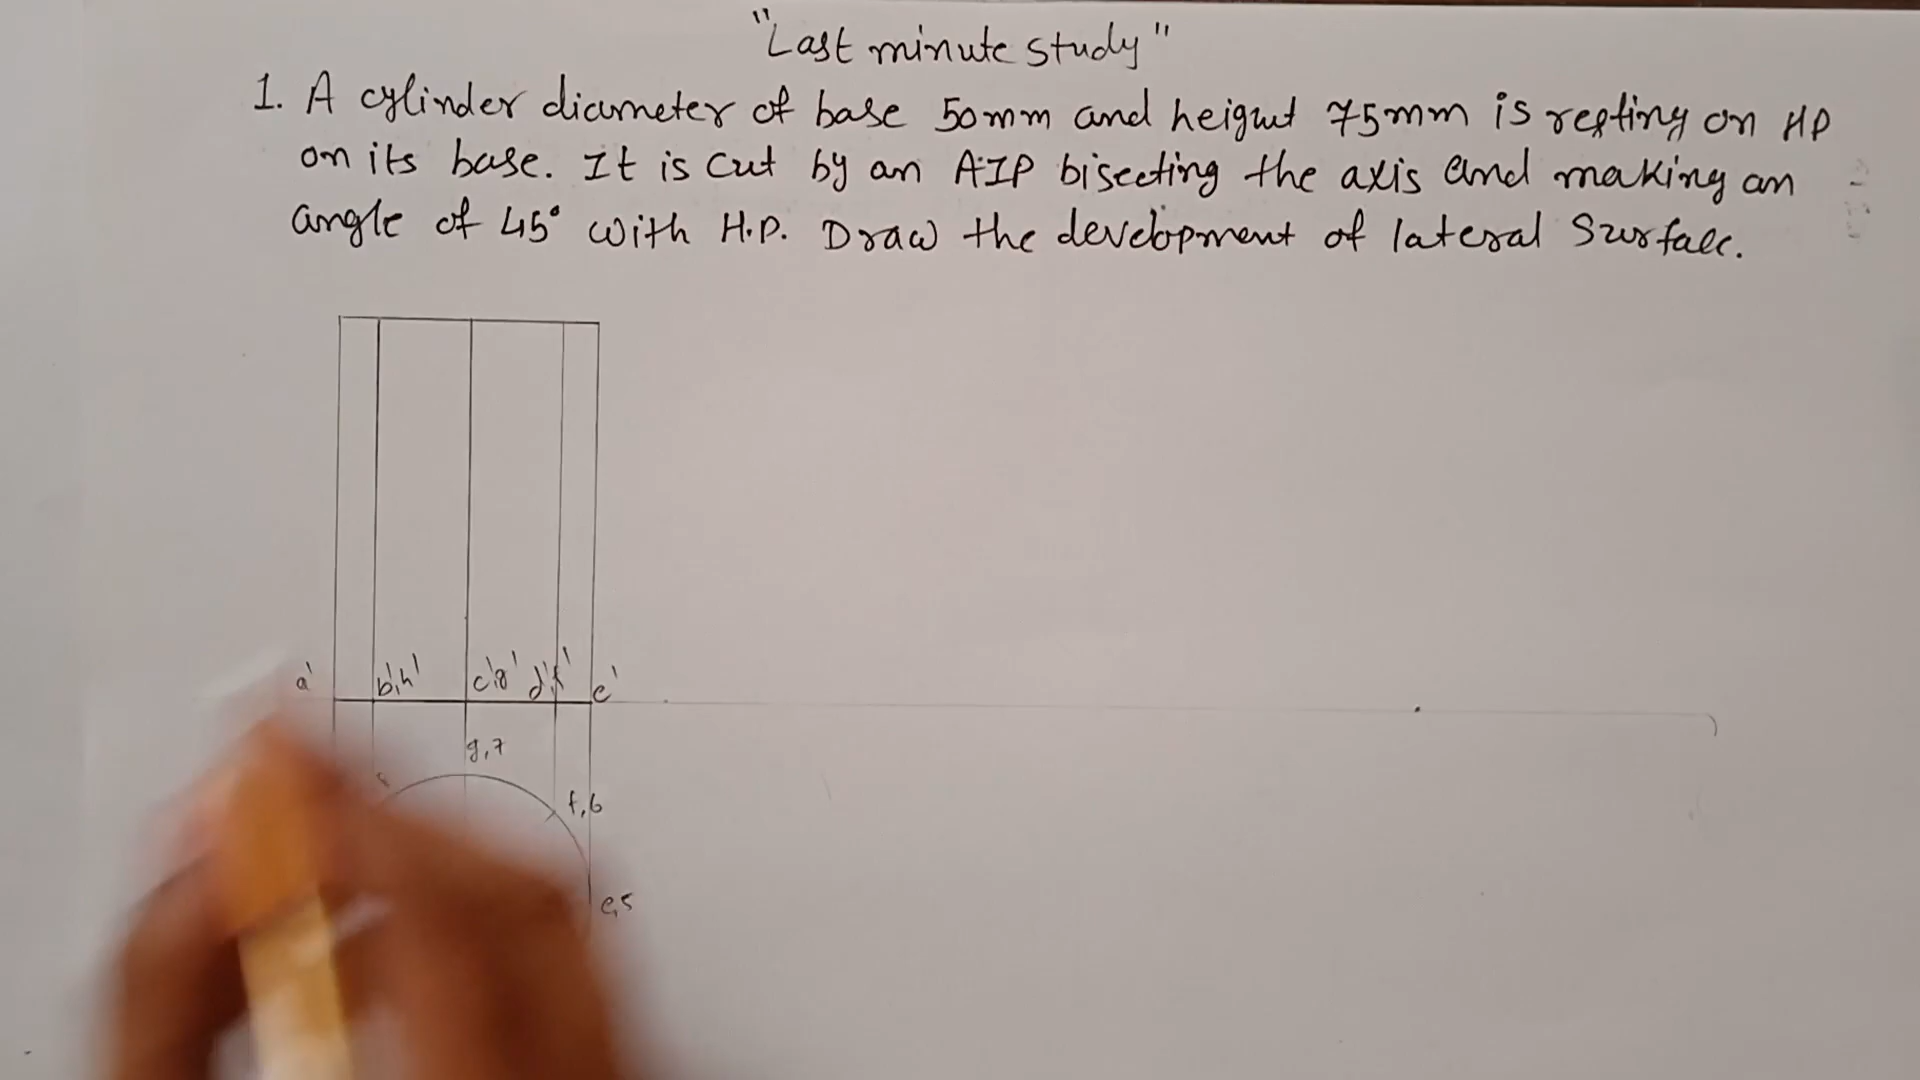 "Last minute study"
1. A cylinder diameter of base 50mm and height 75mm is resting on HP
on its base. It is cut by an AIP bisecting the axis and making an
angle of 45° with H.P. Draw the development of lateral Surface.
a' b',h' c'g' d',f' e'
g,7
f,6
e,5